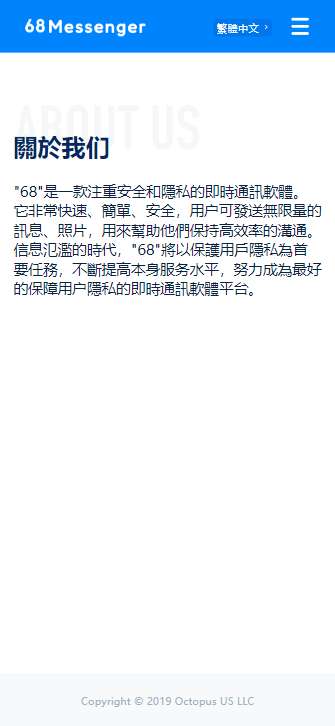 68Messenger
繁體中文 ›
ABOUT US
關於我们
"68"是一款注重安全和隱私的即時通訊軟體。
它非常快速、簡單、安全，用户可發送無限量的
訊息、照片，用來幫助他們保持高效率的溝通。
信息氾濫的時代，"68"將以保護用戶隱私為首
要任務，不斷提高本身服务水平，努力成為最好
的保障用户隱私的即時通訊軟體平台。
Copyright © 2019 Octopus US LLC